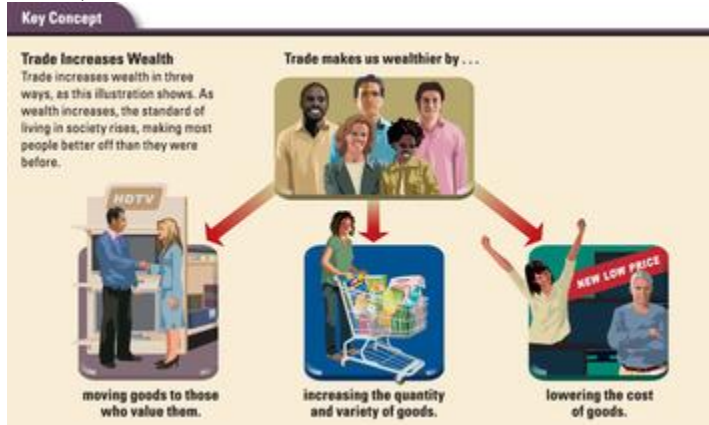 Key Concept
Trade Increases Wealth
Trade increases wealth in three
ways, as this illustration shows. As
wealth increases, the standard of
living in society rises, making most
people better off than they were
before.
Trade makes us wealthier by . . .
HDTV
NEW LOW PRICE
moving goods to those
who value them.
increasing the quantity
and variety of goods.
lowering the cost
of goods.